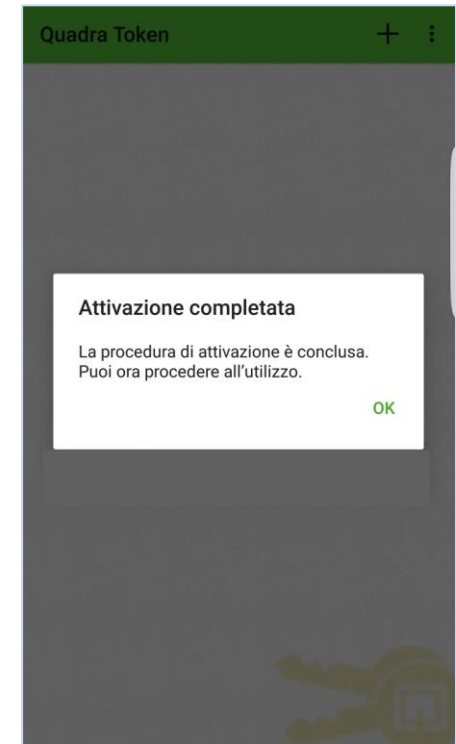 Quadra Token
Attivazione completata
La procedura di attivazione è conclusa.
Puoi ora procedere all’utilizzo.
OK